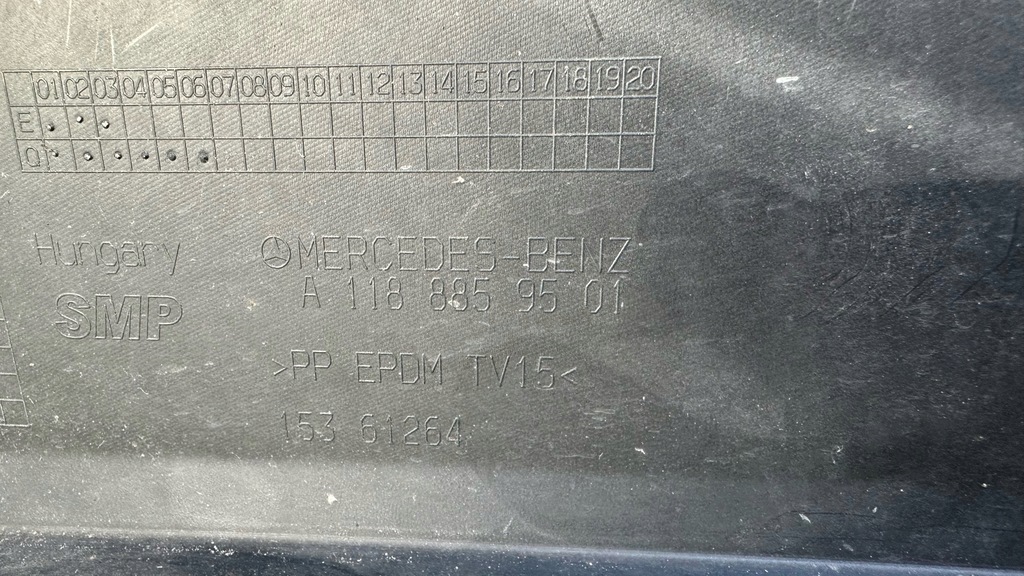 01 02 03 04 05 06 07 08 09 10 11 12 13 14 15 16 17 18 19 20
E
Q
Hungary
SMP
MERCEDES-BENZ
A 118 885 95 01
>PP EPDM TV15<
153 61264